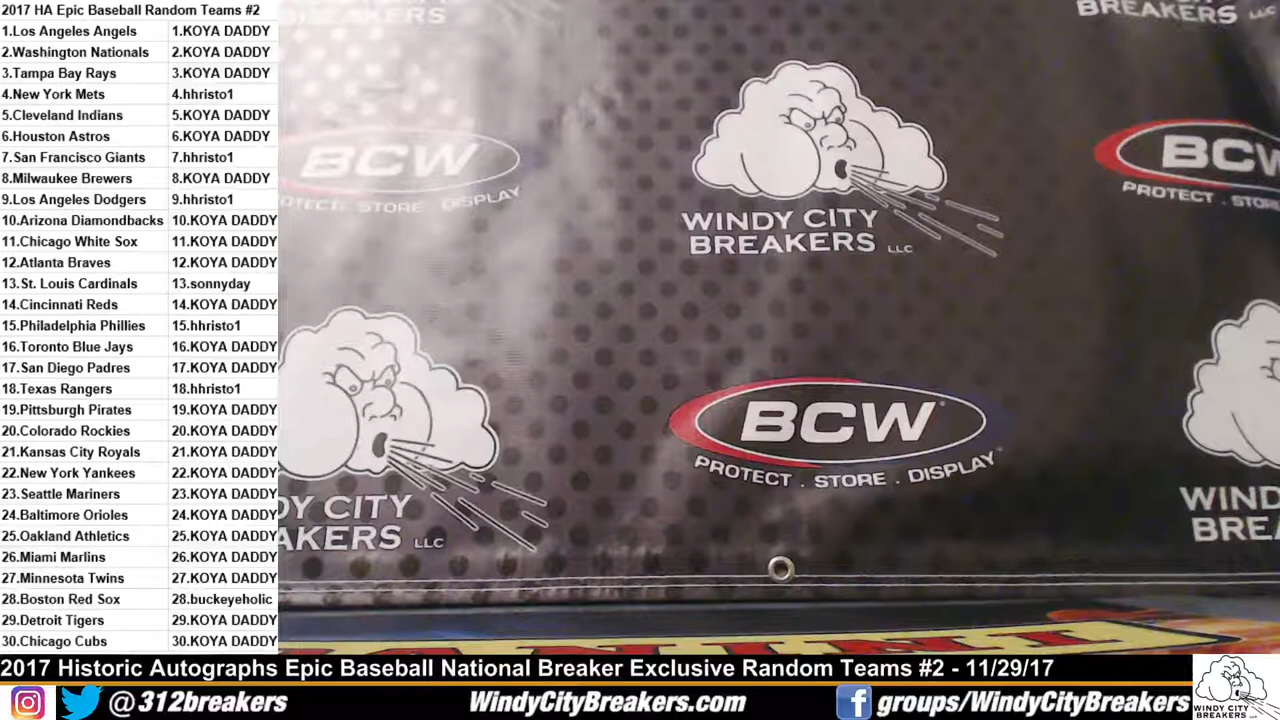 2017 HA Epic Baseball Random Teams #2
1.Los Angeles Angels 1.KOYA DADDY
2.Washington Nationals 2.KOYA DADDY
3.Tampa Bay Rays 3.KOYA DADDY
4.New York Mets 4.hhristo1
5.Cleveland Indians 5.KOYA DADDY
6.Houston Astros 6.KOYA DADDY
7.San Francisco Giants 7.hhristo1
8.Milwaukee Brewers 8.KOYA DADDY
9.Los Angeles Dodgers 9.hhristo1
10.Arizona Diamondbacks 10.KOYA DADDY
11.Chicago White Sox 11.KOYA DADDY
12.Atlanta Braves 12.KOYA DADDY
13.St. Louis Cardinals 13.sonnyday
14.Cincinnati Reds 14.KOYA DADDY
15.Philadelphia Phillies 15.hhristo1
16.Toronto Blue Jays 16.KOYA DADDY
17.San Diego Padres 17.KOYA DADDY
18.Texas Rangers 18.hhristo1
19.Pittsburgh Pirates 19.KOYA DADDY
20.Colorado Rockies 20.KOYA DADDY
21.Kansas City Royals 21.KOYA DADDY
22.New York Yankees 22.KOYA DADDY
23.Seattle Mariners 23.KOYA DADDY
24.Baltimore Orioles 24.KOYA DADDY
25.Oakland Athletics 25.KOYA DADDY
26.Miami Marlins 26.KOYA DADDY
27.Minnesota Twins 27.KOYA DADDY
28.Boston Red Sox 28.buckeyeholic
29.Detroit Tigers 29.KOYA DADDY
30.Chicago Cubs 30.KOYA DADDY
BREAKERS LLC
BREAKERS LLC
BCW
PROTECT . STORE . DISPLAY
WINDY CITY
BREAKERS LLC
BCW
PROTECT . STORE
DY CITY
AKERS LLC
BCW
PROTECT . STORE . DISPLAY
WIND
BRE
2017 Historic Autographs Epic Baseball National Breaker Exclusive Random Teams #2 - 11/29/17
@312breakers
WindyCityBreakers.com
groups/WindyCityBreakers
WINDY CITY
BREAKERS LLC